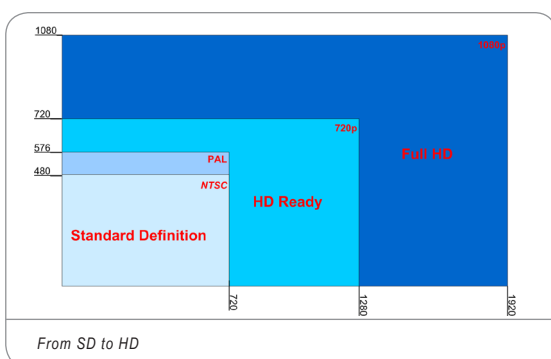 1080
1080p
720
720p
Full HD
576
PAL
480
NTSC
HD Ready
Standard Definition
720
1280
1920
From SD to HD